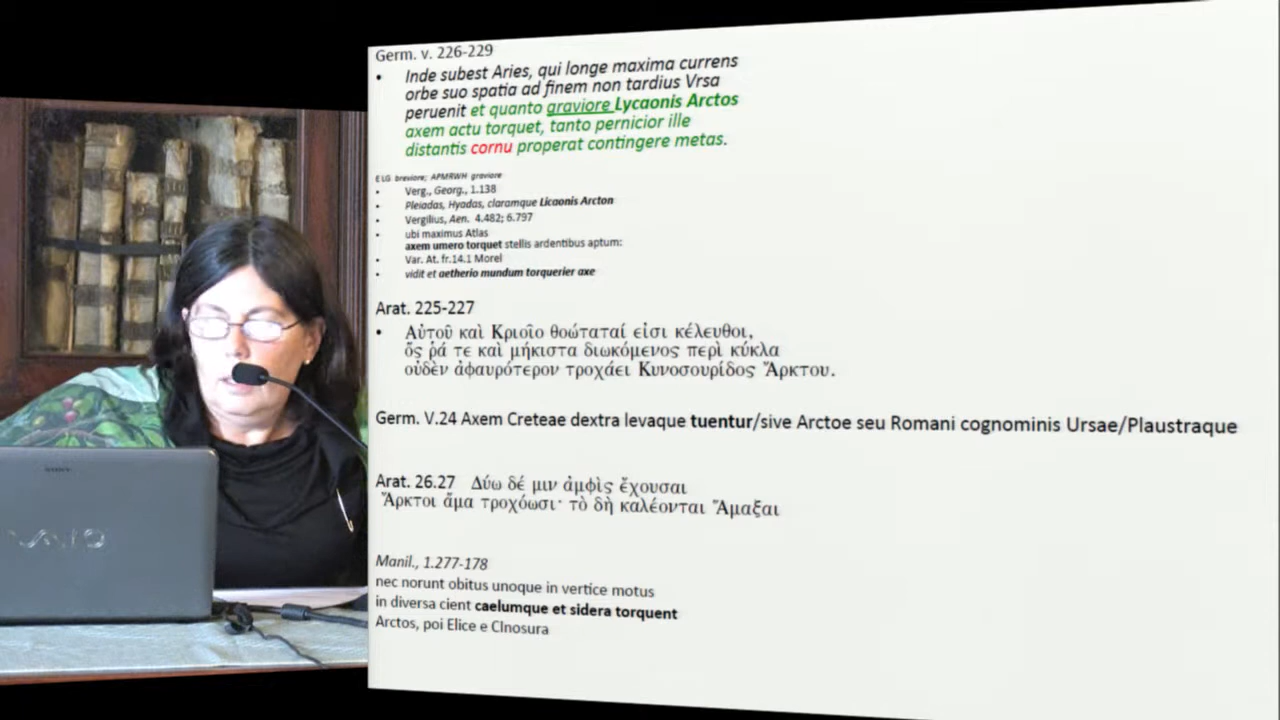 Germ. v. 226-229
• Inde subest Aries, qui longe maxima currens
orbe suo spatia ad finem non tardius Vrsa
peruenit et quanto graviore Lycaonis Arctos
axem actu torquet, tanto pernicior ille
distantis cornu properat contingere metas.
E LG breviore; APMRWH graviore
• Verg., Georg., 1.138
• Pleiadas, Hyadas, claramque Licaonis Arcton
• Vergilius, Aen. 4.482; 6.797
• ubi maximus Atlas
axem umero torquet stellis ardentibus aptum:
• Var. At. fr.14.1 Morel
• vidit et aetherio mundum torquerier axe
Arat. 225-227
• Αὐτοῦ καὶ Κριοῖο θοώταταί εἰσι κέλευθοι,
ὅς ῥά τε καὶ μήκιστα διωκόμενος περὶ κύκλα
οὐδὲν ἀφαυρότερον τροχάει Κυνοσουρίδος Ἄρκτου.
Germ. V.24 Axem Creteae dextra levaque tuentur/sive Arctoe seu Romani cognominis Ursae/Plaustraque
Arat. 26.27 Δύω δέ μιν ἀμφὶς ἔχουσαι
Ἄρκτοι ἅμα τροχόωσι· τὸ δὴ καλέονται Ἅμαξαι
Manil., 1.277-178
nec norunt obitus unoque in vertice motus
in diversa cient caelumque et sidera torquent
Arctos, poi Elice e CInosura
SONY
VAIO